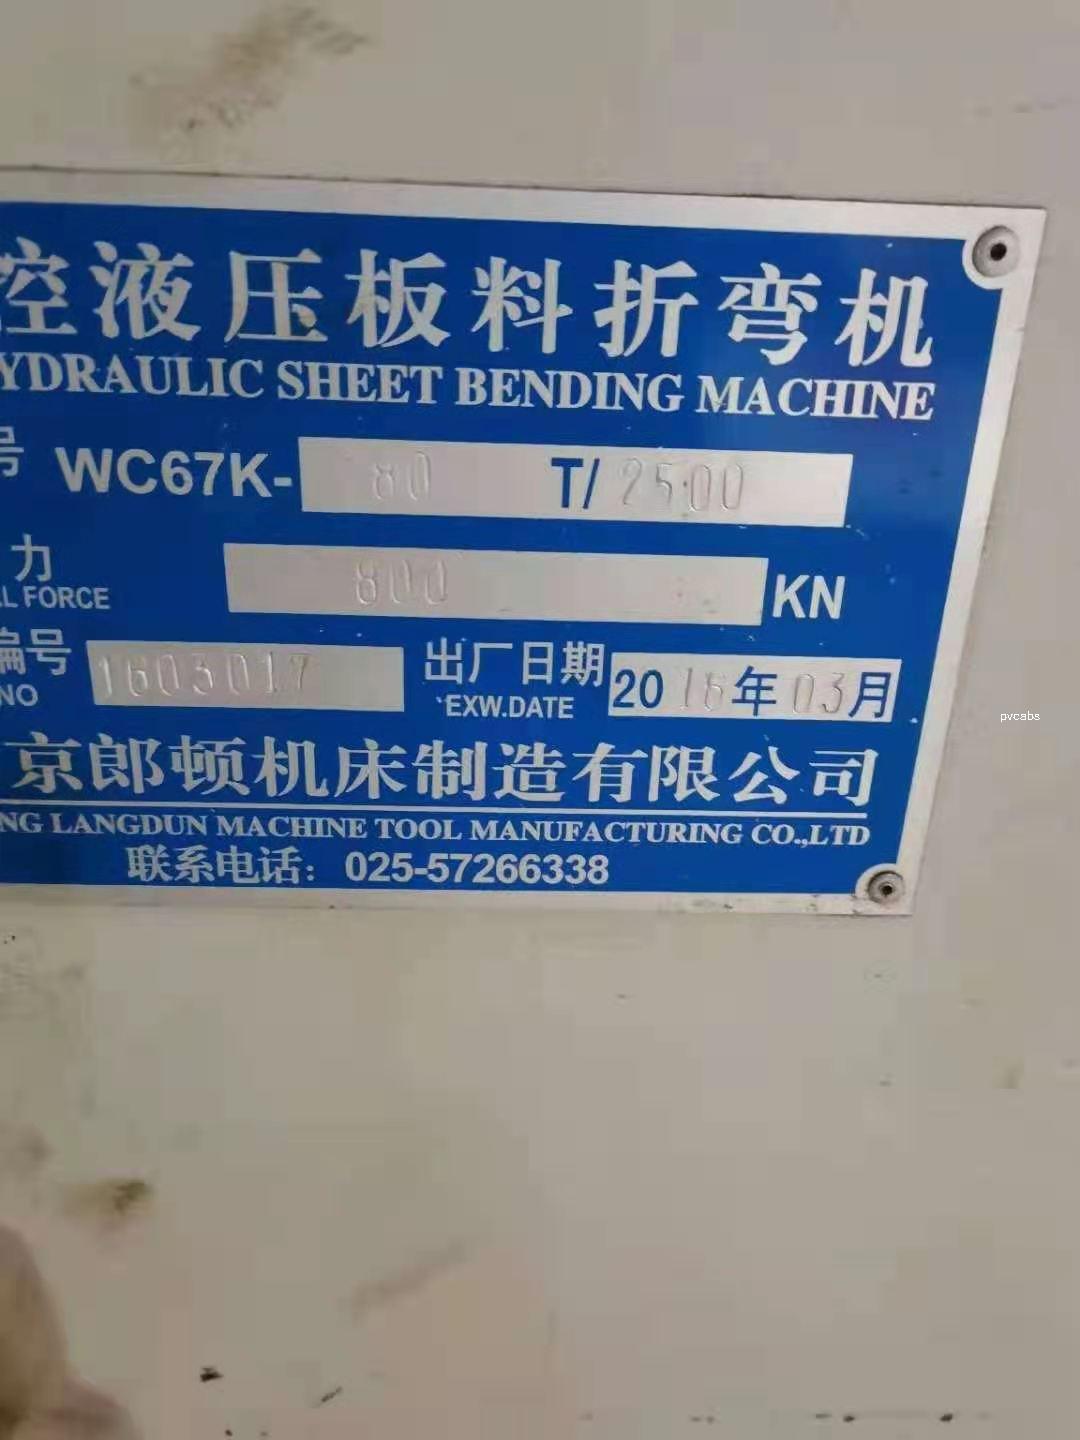 控液压板料折弯机
YDRAULIC SHEET BENDING MACHINE
号 WC67K- 80 T/ 2500
力 800 KN
L FORCE
编号 1603017 出厂日期 2016年03月
NO EXW.DATE
京郎顿机床制造有限公司
NG LANGDUN MACHINE TOOL MANUFACTURING CO.,LTD
联系电话：025-57266338
pvcabs